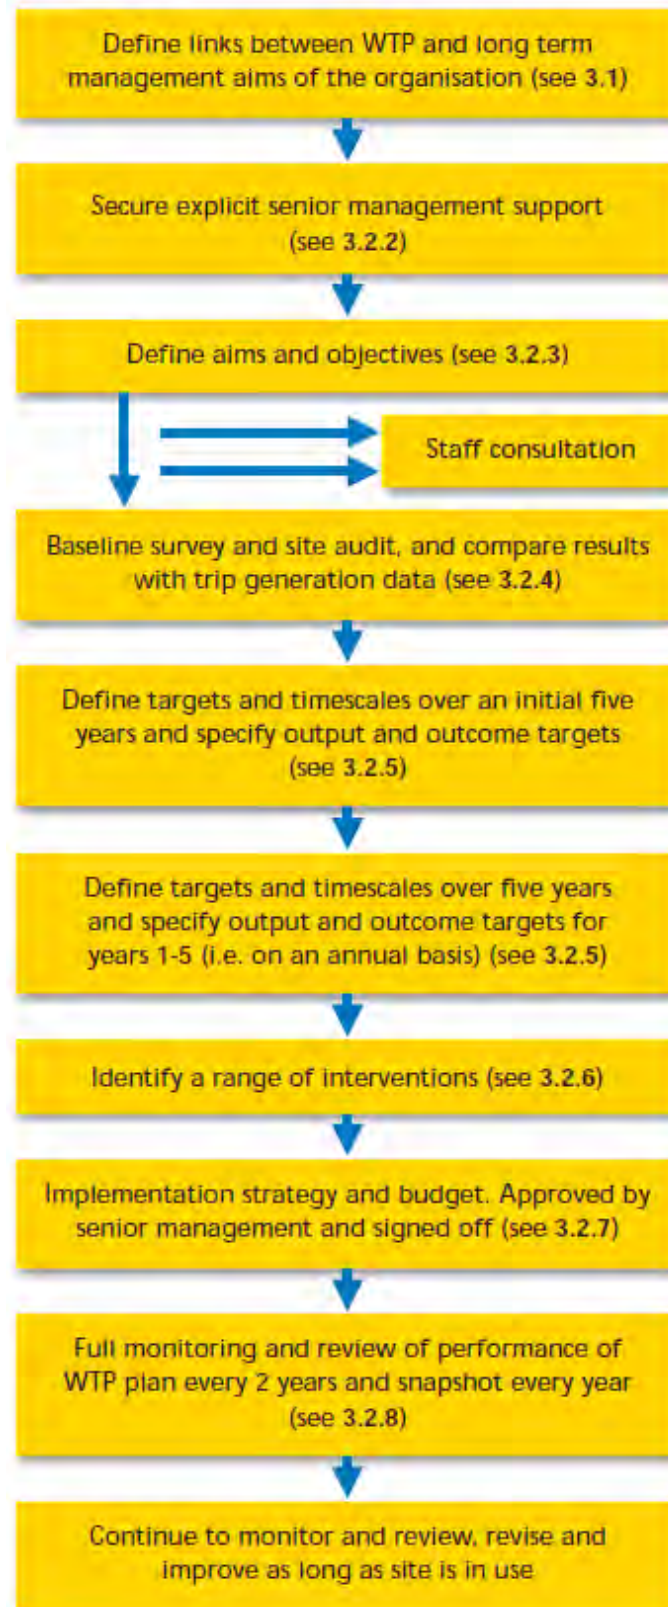 Define links between WTP and long term
management aims of the organisation (see 3.1)
Secure explicit senior management support
(see 3.2.2)
Define aims and objectives (see 3.2.3)
Staff consultation
Baseline survey and site audit, and compare results
with trip generation data (see 3.2.4)
Define targets and timescales over an initial five
years and specify output and outcome targets
(see 3.2.5)
Define targets and timescales over five years
and specify output and outcome targets for
years 1-5 (i.e. on an annual basis) (see 3.2.5)
Identify a range of interventions (see 3.2.6)
Implementation strategy and budget. Approved by
senior management and signed off (see 3.2.7)
Full monitoring and review of performance of
WTP plan every 2 years and snapshot every year
(see 3.2.8)
Continue to monitor and review, revise and
improve as long as site is in use